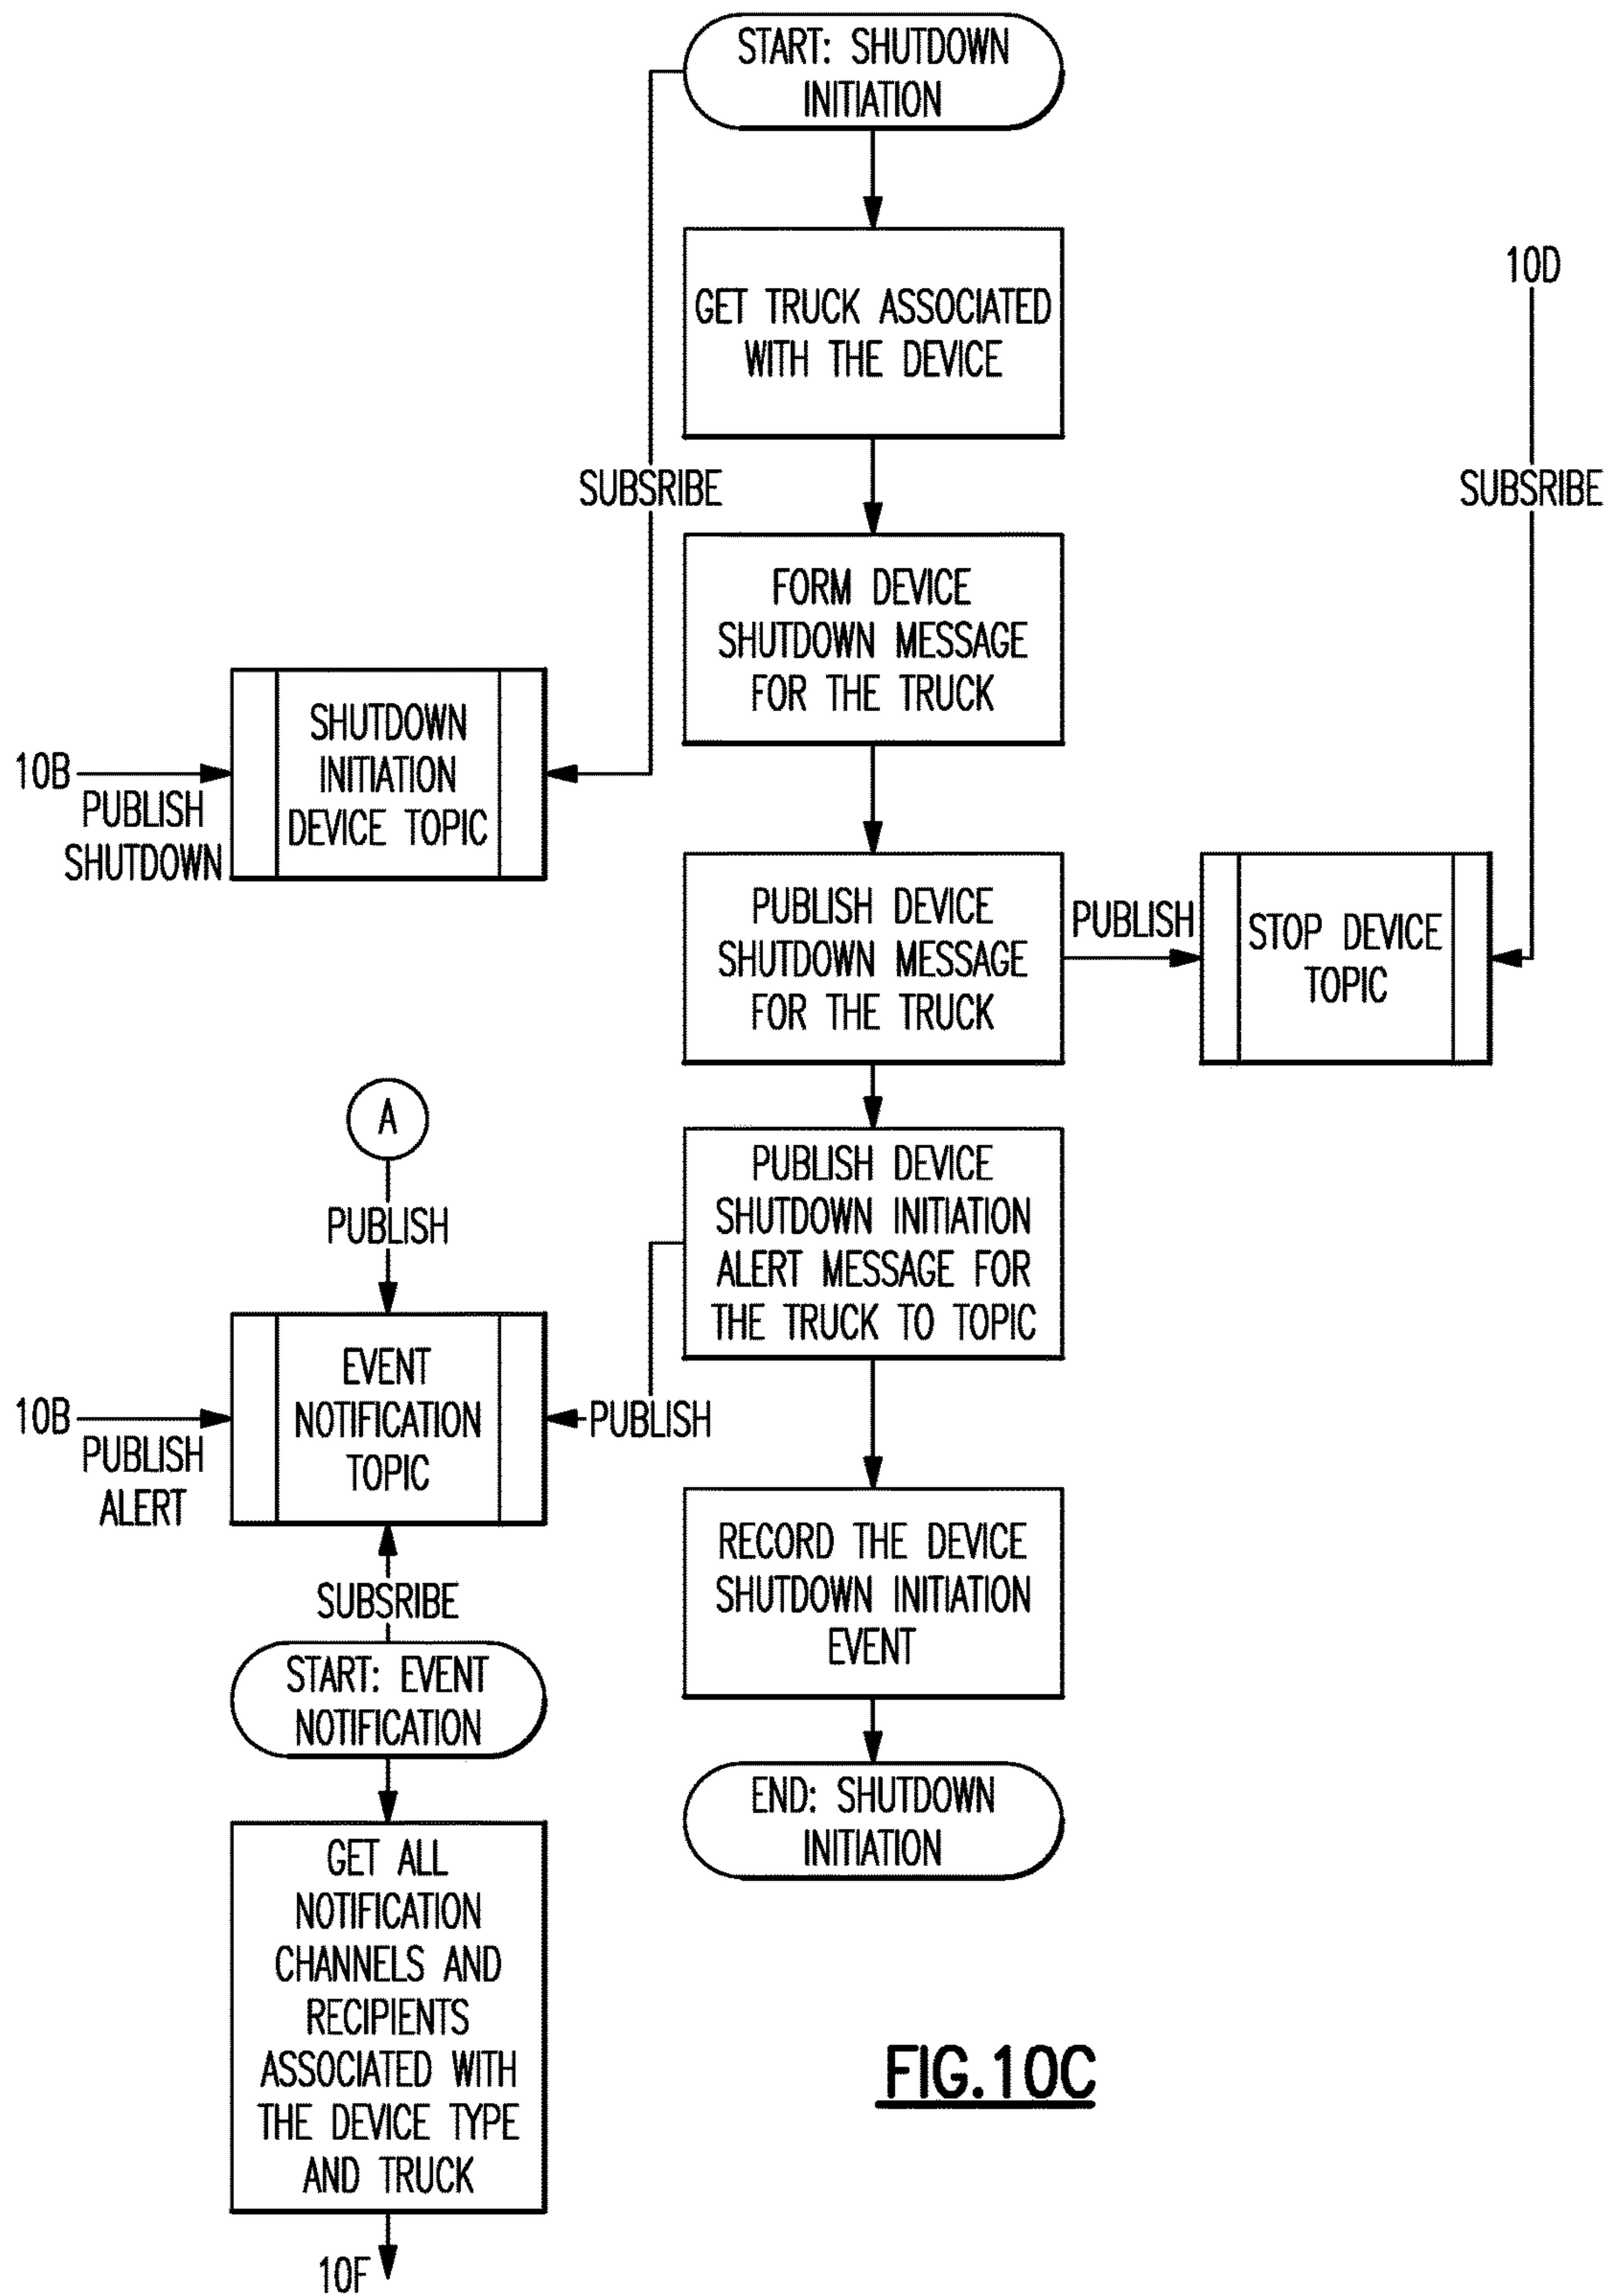 START: SHUTDOWN
INITIATION
GET TRUCK ASSOCIATED
WITH THE DEVICE
10D
SUBSRIBE
SUBSRIBE
FORM DEVICE
SHUTDOWN MESSAGE
FOR THE TRUCK
SHUTDOWN
INITIATION
DEVICE TOPIC
10B
PUBLISH
SHUTDOWN
PUBLISH DEVICE
SHUTDOWN MESSAGE
FOR THE TRUCK
PUBLISH
STOP DEVICE
TOPIC
A
PUBLISH
PUBLISH DEVICE
SHUTDOWN INITIATION
ALERT MESSAGE FOR
THE TRUCK TO TOPIC
EVENT
NOTIFICATION
TOPIC
10B
PUBLISH
ALERT
PUBLISH
RECORD THE DEVICE
SHUTDOWN INITIATION
EVENT
SUBSRIBE
START: EVENT
NOTIFICATION
END: SHUTDOWN
INITIATION
GET ALL
NOTIFICATION
CHANNELS AND
RECIPIENTS
ASSOCIATED WITH
THE DEVICE TYPE
AND TRUCK
10F
FIG.10C